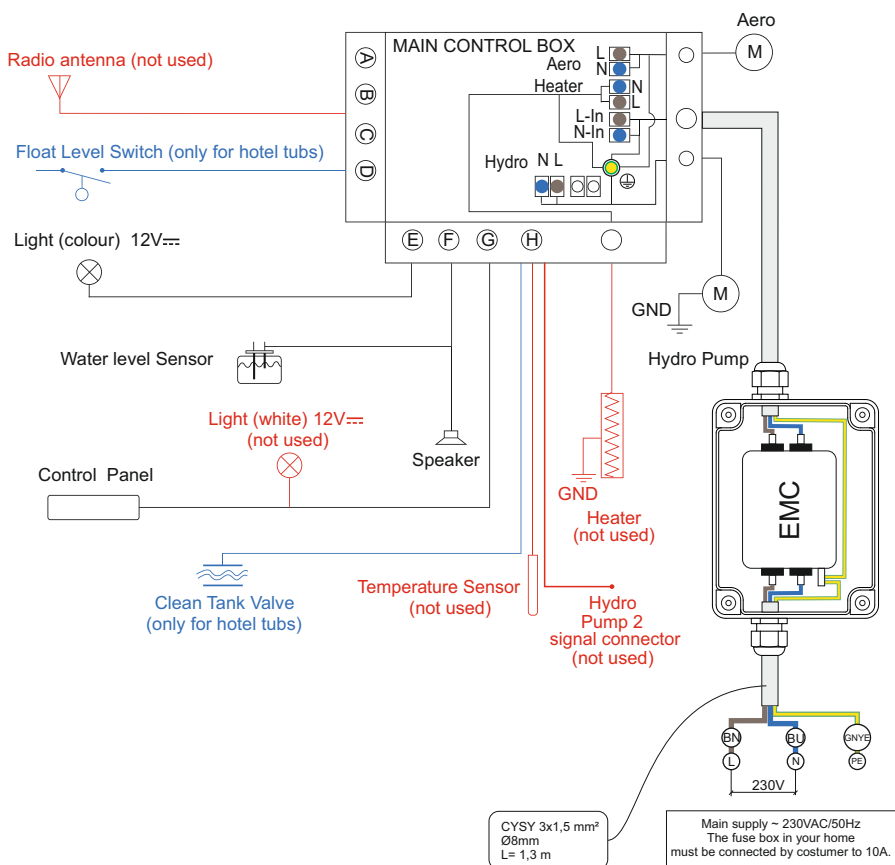 Radio antenna (not used)
Float Level Switch (only for hotel tubs)
Light (colour) 12V⎓
Water level Sensor
Light (white) 12V⎓
(not used)
Control Panel
Clean Tank Valve
(only for hotel tubs)
Speaker
Temperature Sensor
(not used)
GND
Heater
(not used)
Hydro
Pump 2
signal connector
(not used)
MAIN CONTROL BOX
A
B
C
D
E
F
G
H
Aero
L
N
Heater
N
L
L-In
N-In
Hydro
N L
Aero
M
M
GND
Hydro Pump
EMC
BN
BU
GNYE
L
N
PE
230V
CYSY 3x1,5 mm²
Ø8mm
L= 1,3 m
Main supply ~ 230VAC/50Hz
The fuse box in your home
must be connected by costumer to 10A.